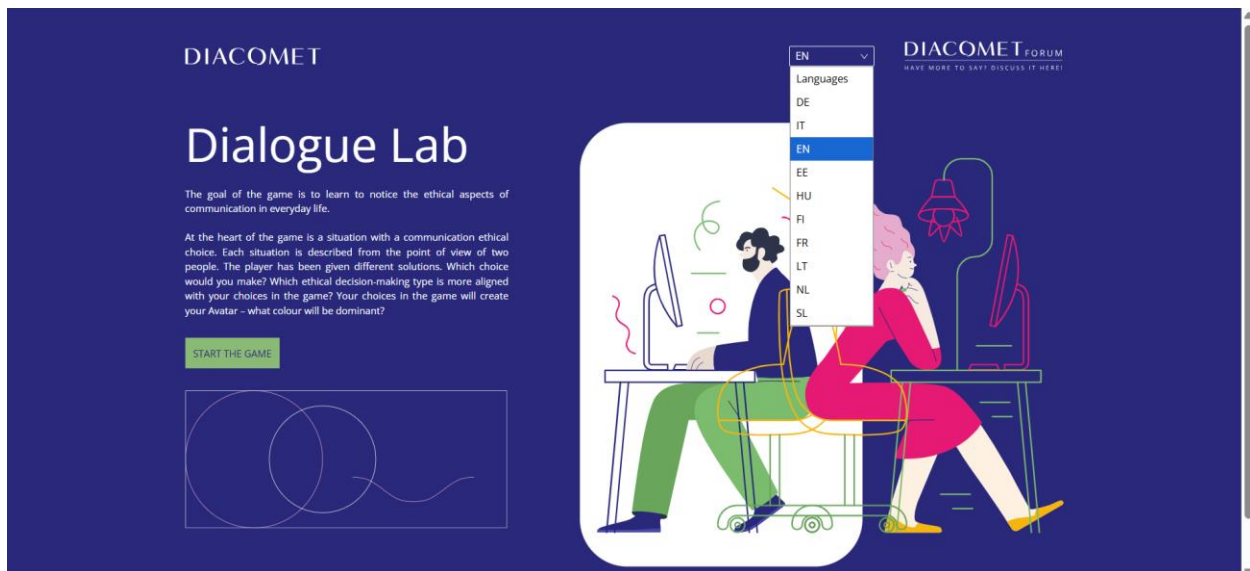 DIACOMET
EN
DIACOMET FORUM
HAVE MORE TO SAY? DISCUSS IT HERE!
Languages
DE
IT
EN
EE
HU
FI
FR
LT
NL
SL
Dialogue Lab
The goal of the game is to learn to notice the ethical aspects of
communication in everyday life.
At the heart of the game is a situation with a communication ethical
choice. Each situation is described from the point of view of two
people. The player has been given different solutions. Which choice
would you make? Which ethical decision-making type is more aligned
with your choices in the game? Your choices in the game will create
your Avatar – what colour will be dominant?
START THE GAME